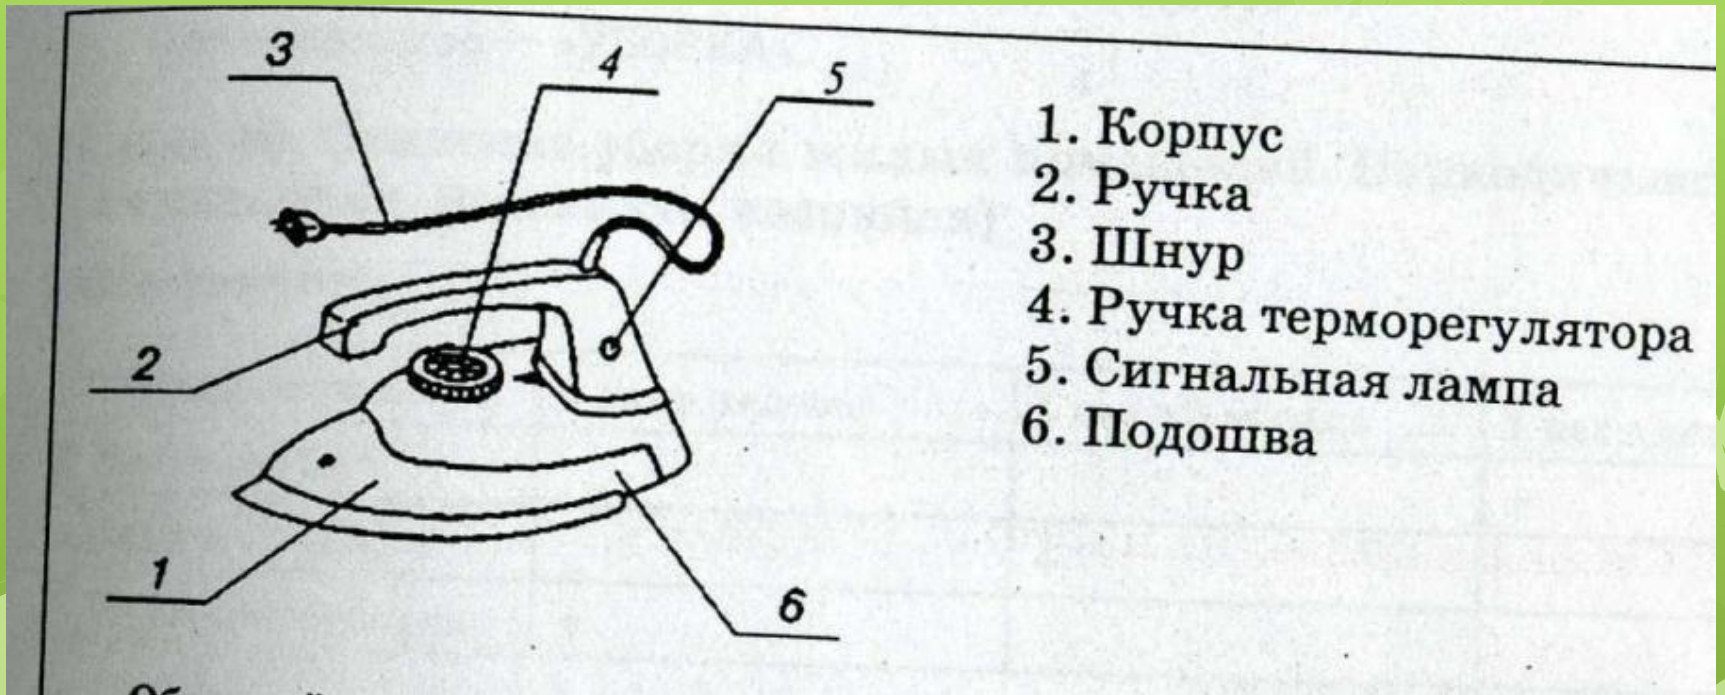 3
4
5
2
1
6
1. Корпус
2. Ручка
3. Шнур
4. Ручка терморегулятора
5. Сигнальная лампа
6. Подошва